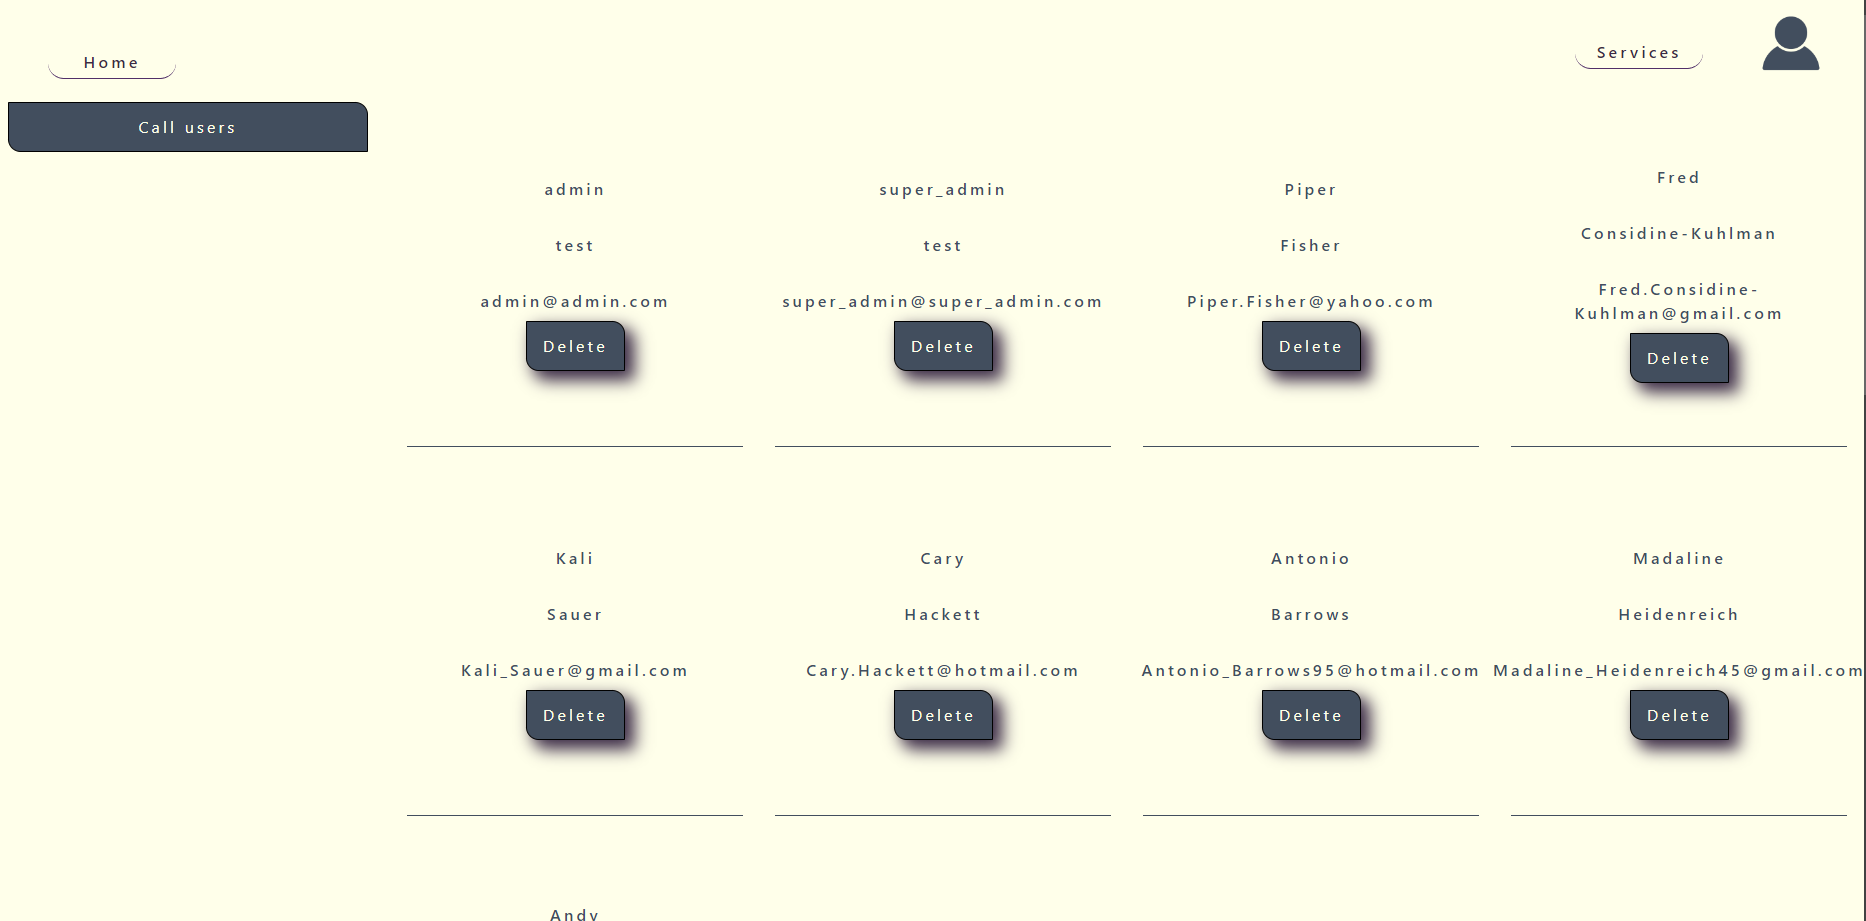 Home
Services
Call users
admin
test
admin@admin.com
Delete
super_admin
test
super_admin@super_admin.com
Delete
Piper
Fisher
Piper.Fisher@yahoo.com
Delete
Fred
Considine-Kuhlman
Fred.Considine-
Kuhlman@gmail.com
Delete
Kali
Sauer
Kali_Sauer@gmail.com
Delete
Cary
Hackett
Cary.Hackett@hotmail.com
Delete
Antonio
Barrows
Antonio_Barrows95@hotmail.com
Delete
Madaline
Heidenreich
Madaline_Heidenreich45@gmail.com
Delete
Andy